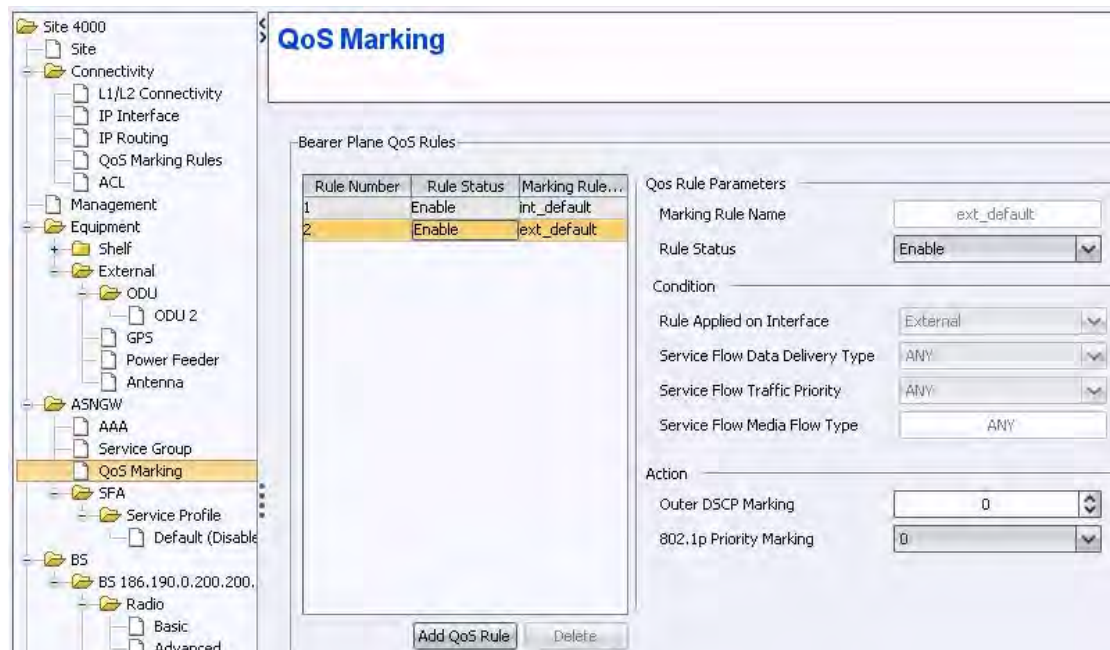 Site 4000
Site
Connectivity
L1/L2 Connectivity
IP Interface
IP Routing
QoS Marking Rules
ACL
Management
Equipment
Shelf
External
ODU
ODU 2
GPS
Power Feeder
Antenna
ASNGW
AAA
Service Group
QoS Marking
SFA
Service Profile
Default (Disable
BS
BS 186.190.0.200.200.
Radio
Basic
Advanced
QoS Marking
Bearer Plane QoS Rules
Rule Number Rule Status Marking Rule...
1 Enable int_default
2 Enable ext_default
Add QoS Rule Delete
Qos Rule Parameters
Marking Rule Name ext_default
Rule Status Enable
Condition
Rule Applied on Interface External
Service Flow Data Delivery Type ANY
Service Flow Traffic Priority ANY
Service Flow Media Flow Type ANY
Action
Outer DSCP Marking 0
802.1p Priority Marking 0